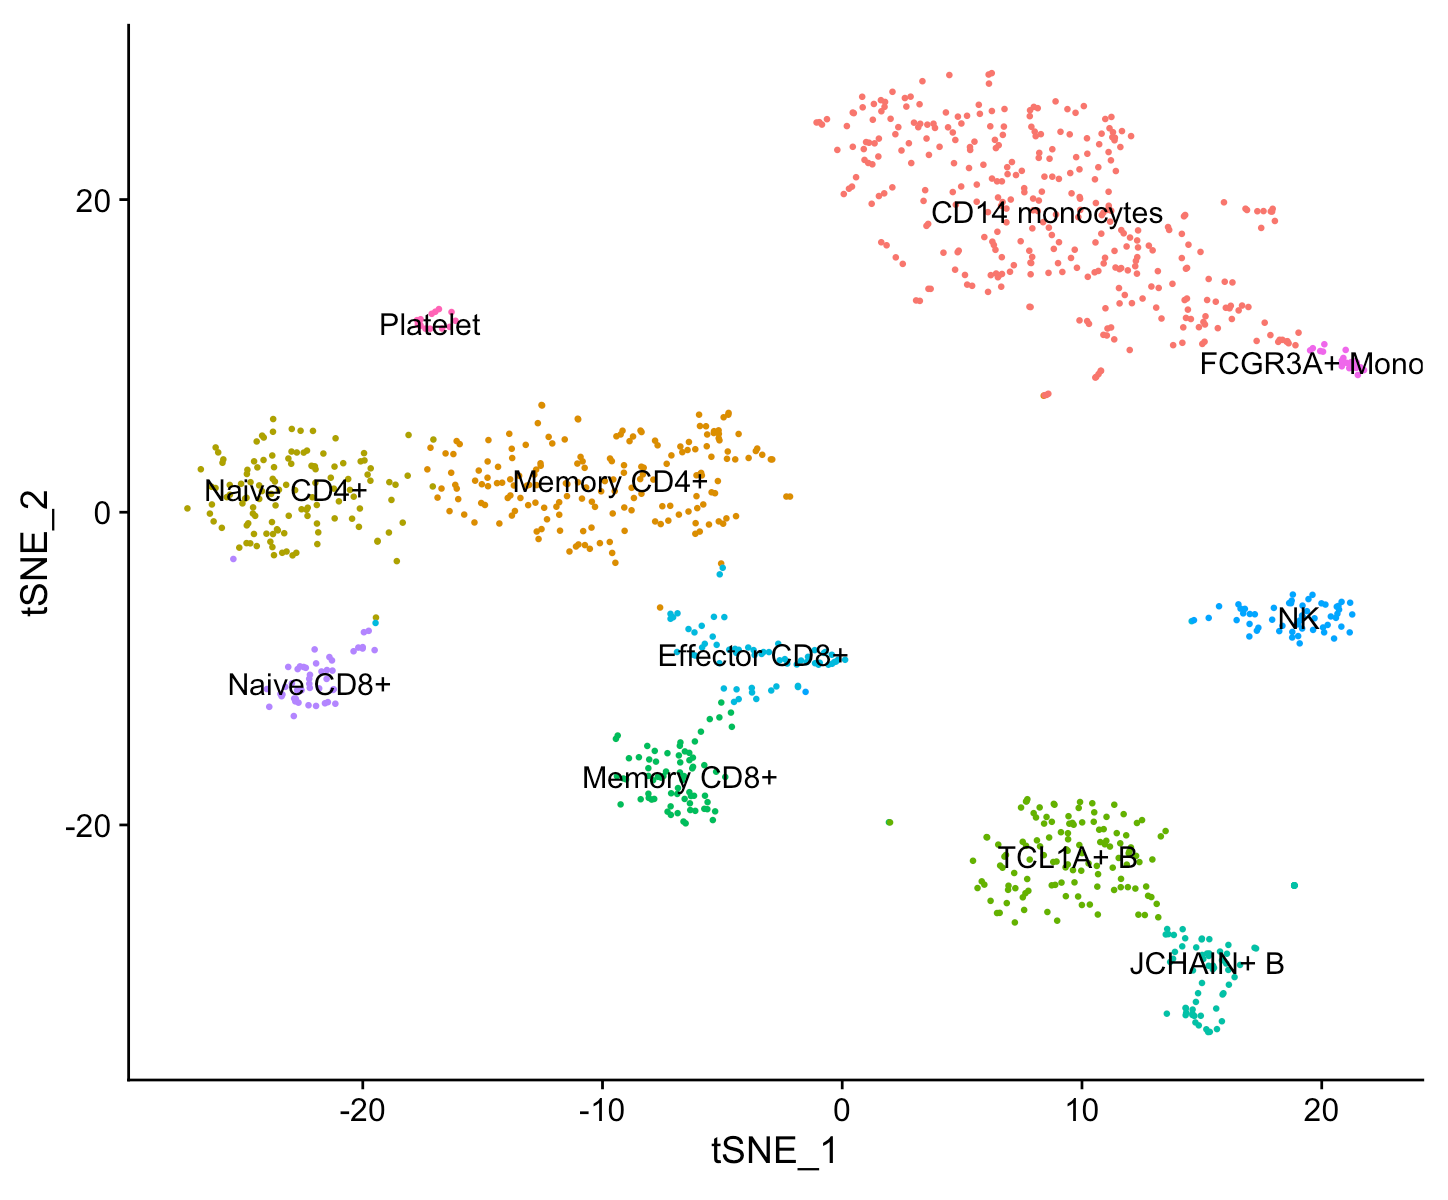 20
0
-20
tSNE_2
CD14 monocytes
Platelet
FCGR3A+ Mono
Naive CD4+
Memory CD4+
NK
Effector CD8+
Naive CD8+
Memory CD8+
TCL1A+ B
JCHAIN+ B
-20
-10
0
10
20
tSNE_1